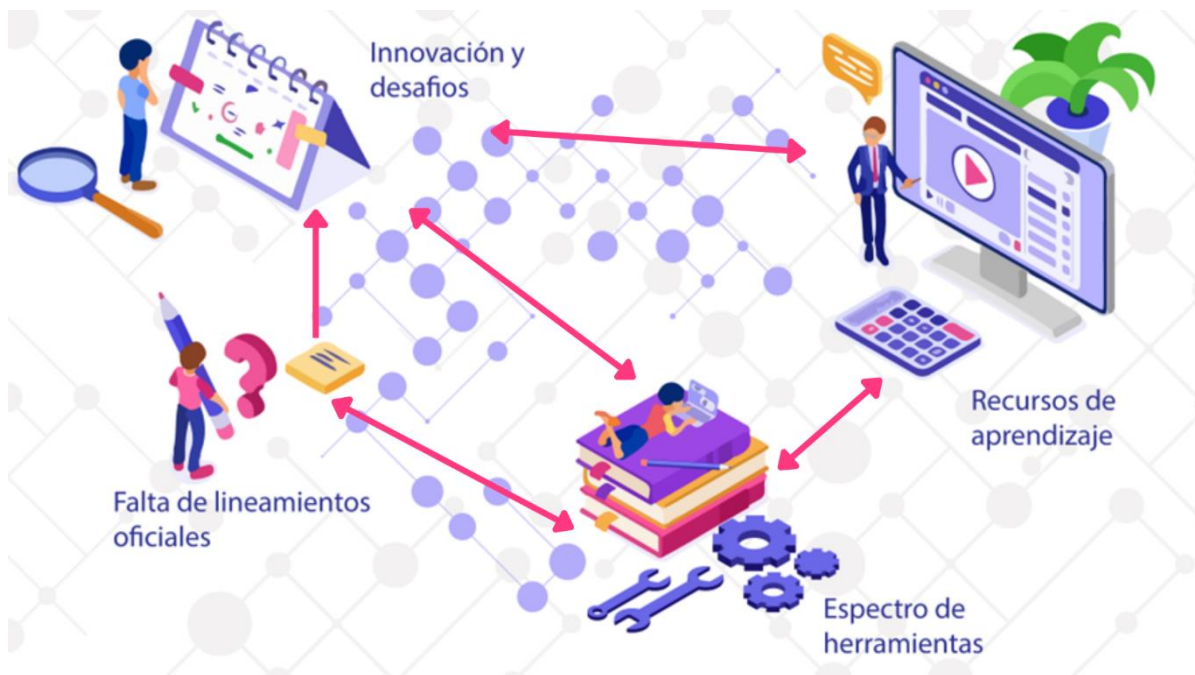 Innovación y
desafios
Recursos de
aprendizaje
Falta de lineamientos
oficiales
Espectro de
herramientas